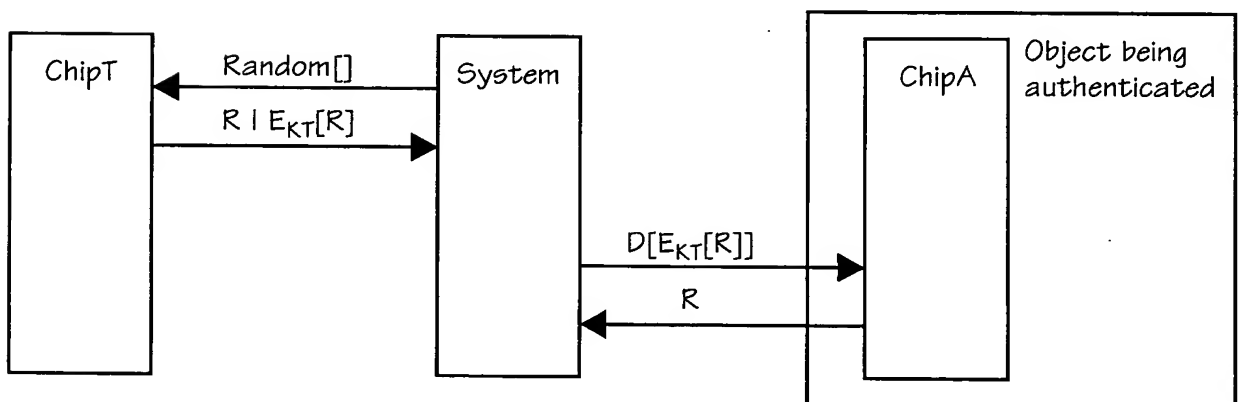 ChipT
Random[]
R | E_KT[R]
System
D[E_KT[R]]
R
ChipA
Object being
authenticated